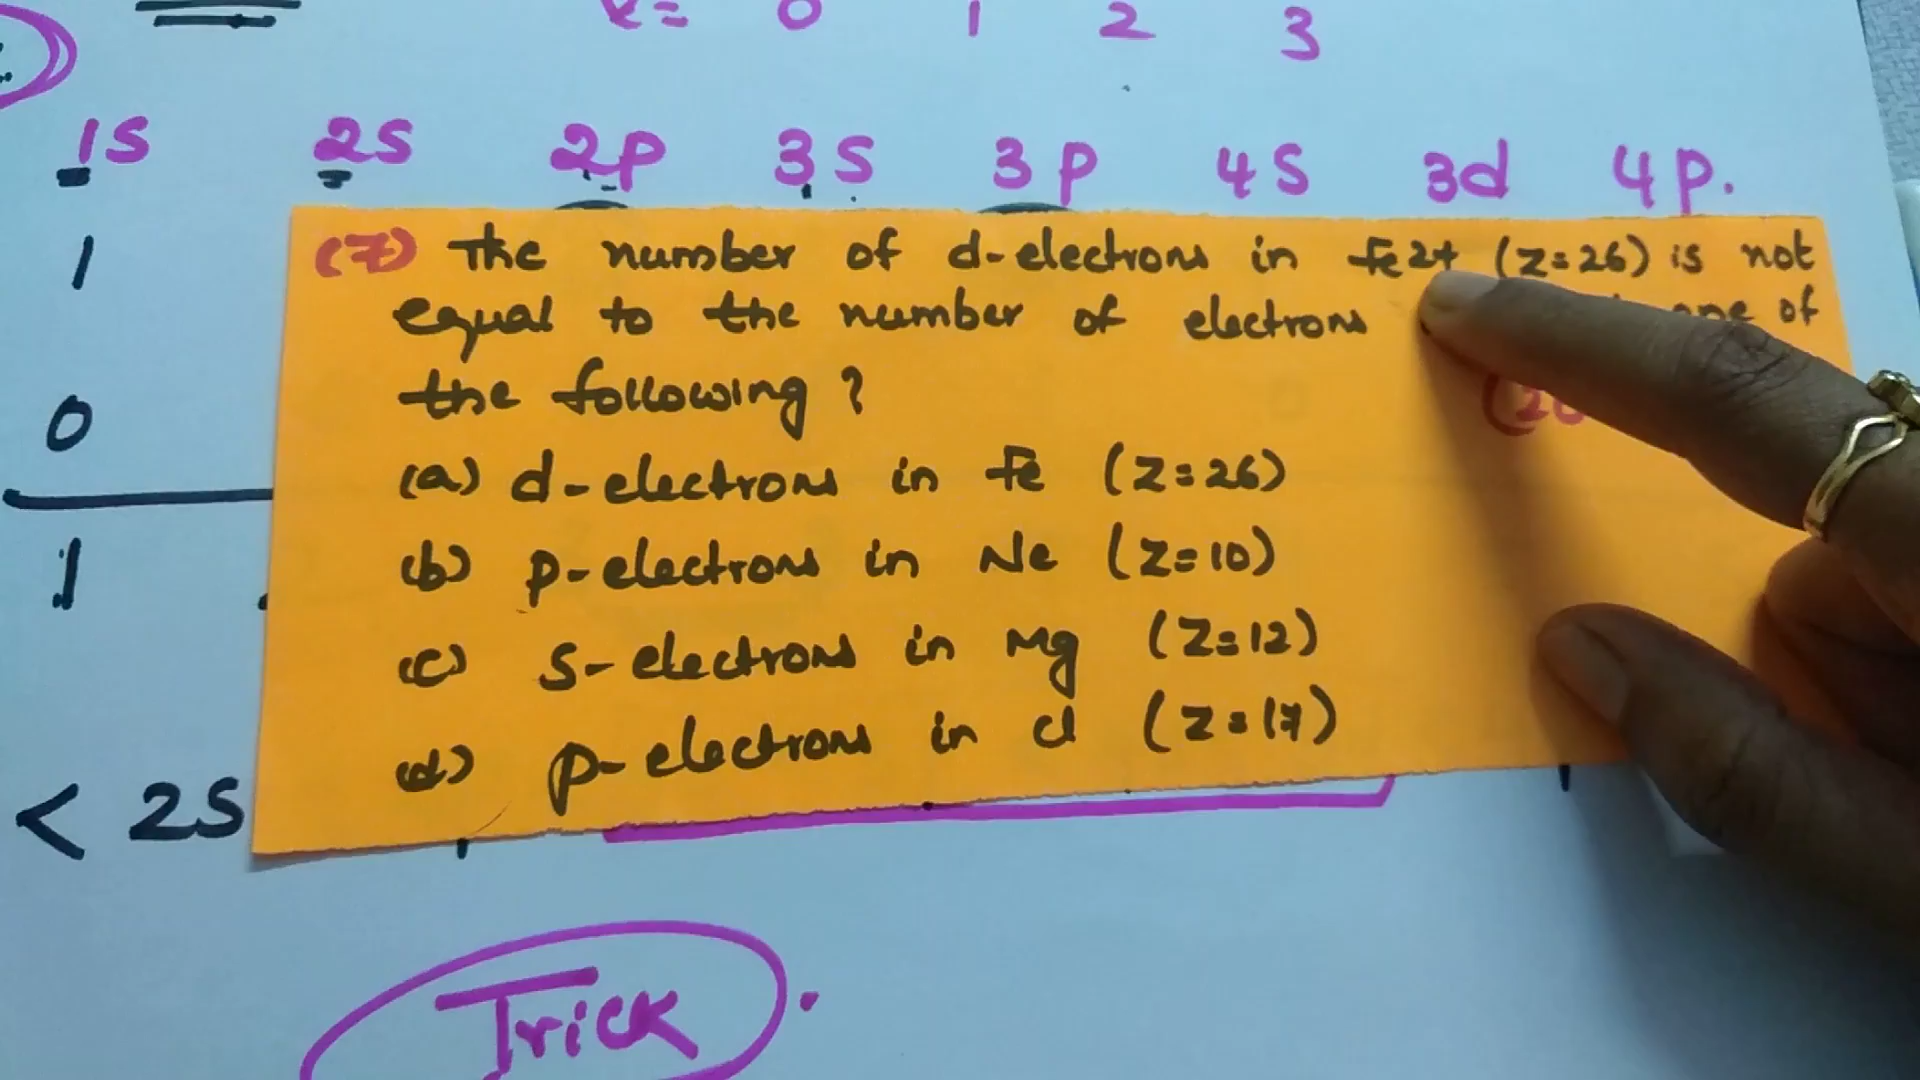 l= 0 1 2 3
1s 2s 2p 3s 3p 4s 3d 4p.
1
0
1
< 2s
(7) The number of d-electrons in Fe2+ (Z=26) is not
equal to the number of electrons of
the following?
(a) d-electrons in Fe (Z=26)
(b) p-electrons in Ne (Z=10)
(c) s-electrons in Mg (Z=12)
(d) p-electrons in Cl (Z=17)
Trick